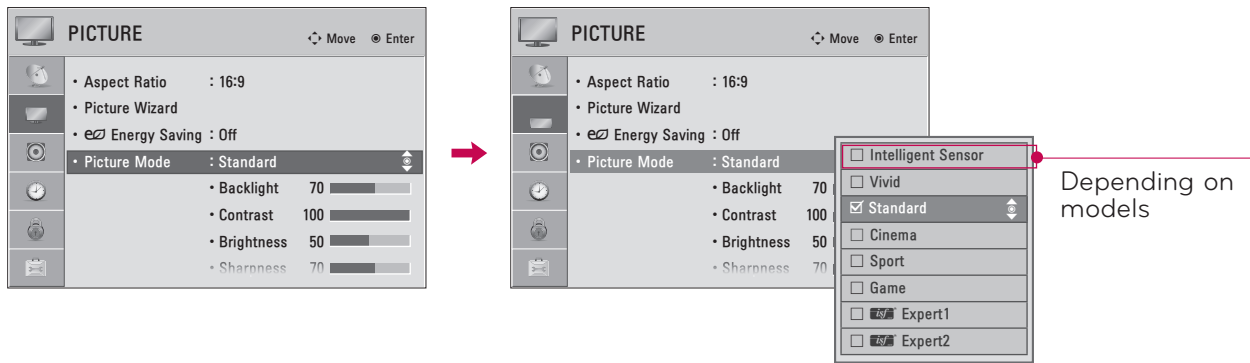 PICTURE
Move Enter
• Aspect Ratio : 16:9
• Picture Wizard
• Energy Saving : Off
• Picture Mode : Standard
• Backlight 70
• Contrast 100
• Brightness 50
• Sharpness 70
PICTURE
Move Enter
• Aspect Ratio : 16:9
• Picture Wizard
• Energy Saving : Off
• Picture Mode : Standard
• Backlight 70
• Contrast 100
• Brightness 50
• Sharpness 70
Intelligent Sensor
Vivid
Standard
Cinema
Sport
Game
isf Expert1
isf Expert2
Depending on
models